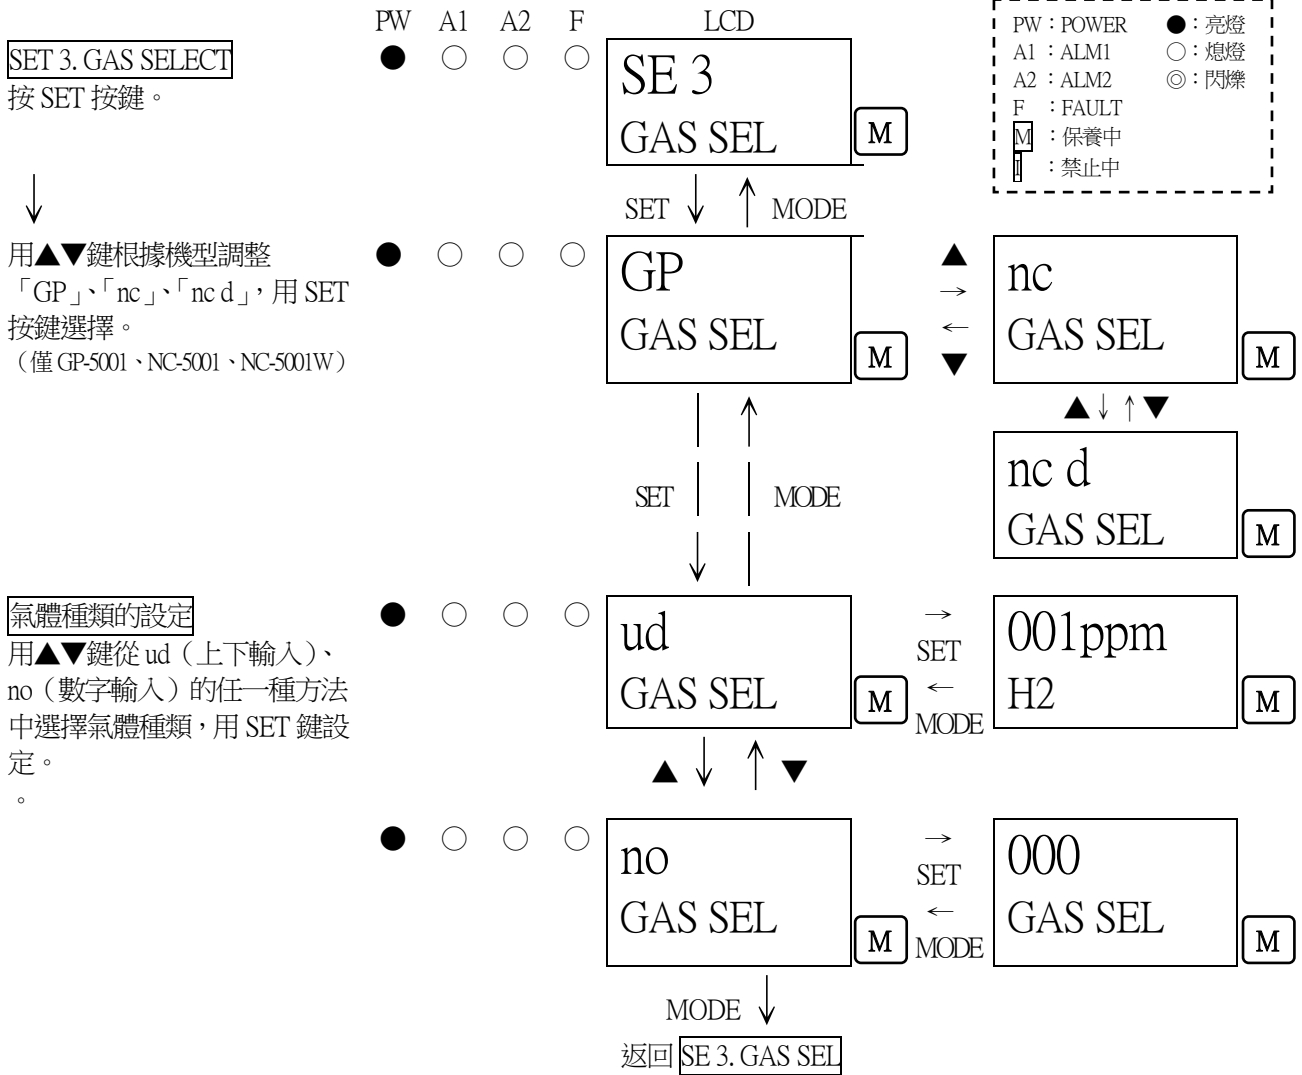 PW A1 A2 F LCD
PW：POWER ●：亮燈
A1：ALM1 ○：熄燈
A2：ALM2 ◎：閃爍
F：FAULT
M：保養中
I：禁止中
SET 3. GAS SELECT
按 SET 按鍵。
● ○ ○ ○
SE 3
GAS SEL
M
↓
SET ↓ ↑ MODE
用▲▼鍵根據機型調整
「GP」、「nc」、「nc d」，用 SET
按鍵選擇。
（僅 GP-5001、NC-5001、NC-5001W）
● ○ ○ ○
GP
GAS SEL
M
▲
→
←
▼
nc
GAS SEL
M
▲↓ ↑▼
nc d
GAS SEL
M
SET ↓ ↑ MODE
氣體種類的設定
用▲▼鍵從 ud（上下輸入）、
no（數字輸入）的任一種方法
中選擇氣體種類，用 SET 鍵設
定。
。
● ○ ○ ○
ud
GAS SEL
M
→
SET
←
MODE
001ppm
H2
M
▲ ↓ ↑ ▼
● ○ ○ ○
no
GAS SEL
M
→
SET
←
MODE
000
GAS SEL
M
MODE ↓
返回 SE 3. GAS SEL